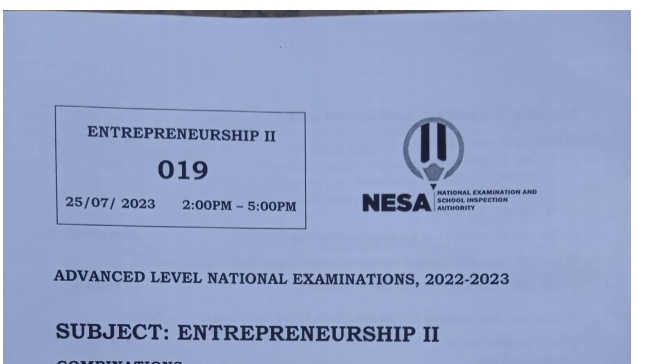 ENTREPRENEURSHIP II
019
25/07/ 2023 2:00PM – 5:00PM
NESA
NATIONAL EXAMINATION AND
SCHOOL INSPECTION
AUTHORITY
ADVANCED LEVEL NATIONAL EXAMINATIONS, 2022-2023
SUBJECT: ENTREPRENEURSHIP II
COMBINATIONS